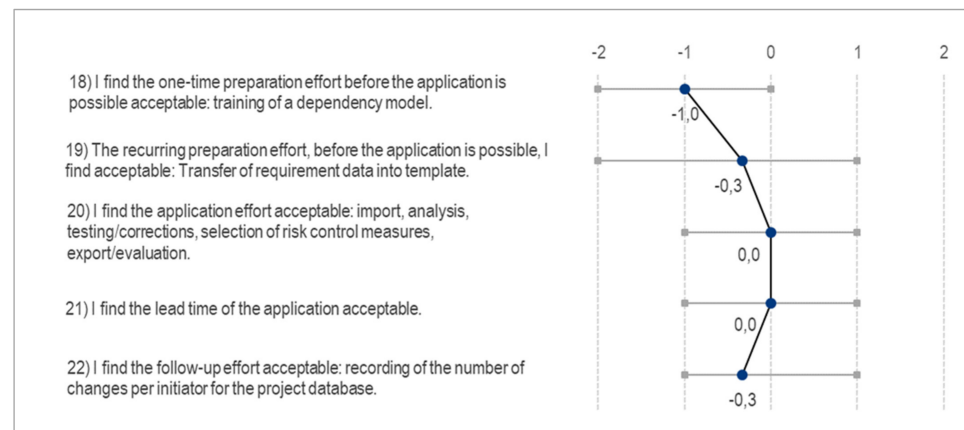 -2 -1 0 1 2
18) I find the one-time preparation effort before the application is
possible acceptable: training of a dependency model.
-1,0
19) The recurring preparation effort, before the application is possible, I
find acceptable: Transfer of requirement data into template.
-0,3
20) I find the application effort acceptable: import, analysis,
testing/corrections, selection of risk control measures,
export/evaluation.
0,0
21) I find the lead time of the application acceptable.
0,0
22) I find the follow-up effort acceptable: recording of the number of
changes per initiator for the project database.
-0,3